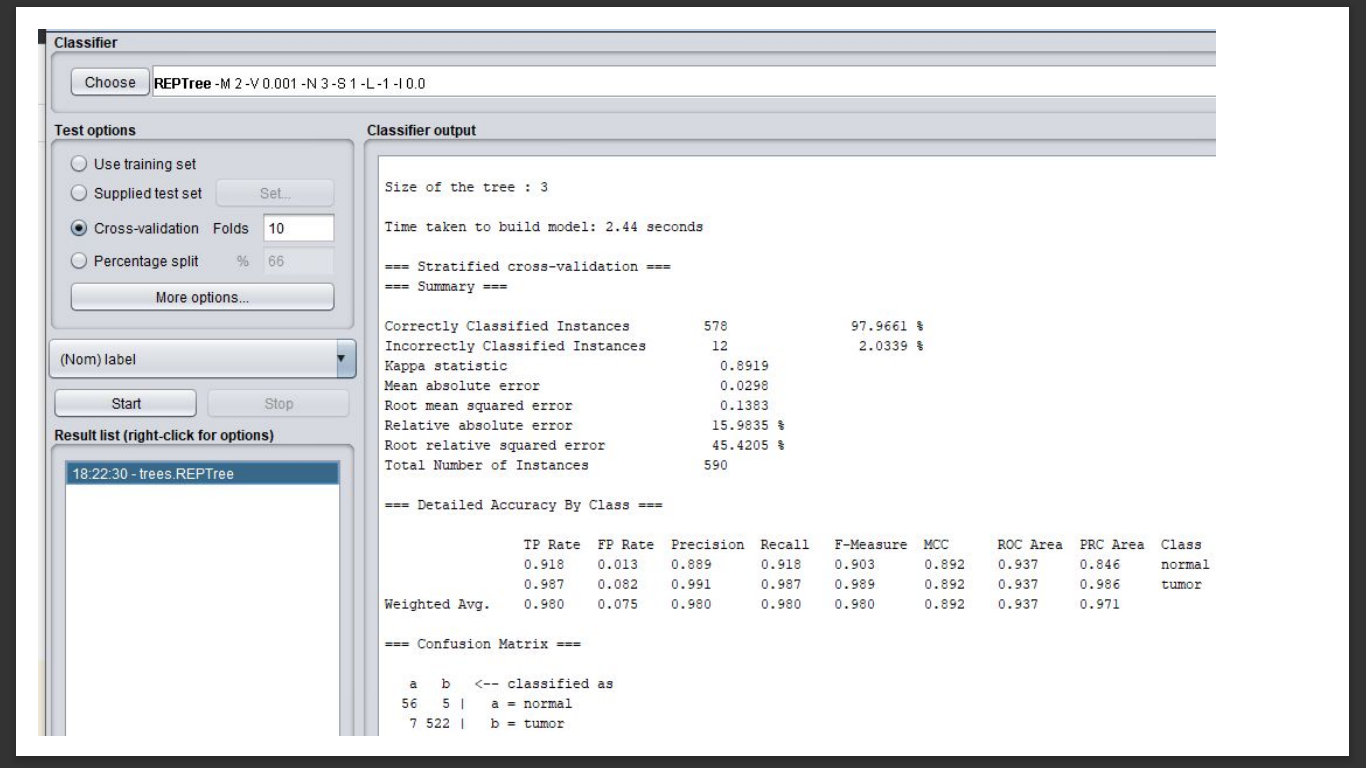 Classifier
Choose REPTree -M 2 -V 0.001 -N 3 -S 1 -L -1 -I 0.0
Test options
Use training set
Supplied test set Set...
Cross-validation Folds 10
Percentage split % 66
More options...
(Nom) label
Start Stop
Result list (right-click for options)
18:22:30 - trees.REPTree
Classifier output
Size of the tree : 3
Time taken to build model: 2.44 seconds
=== Stratified cross-validation ===
=== Summary ===
Correctly Classified Instances 578 97.9661 %
Incorrectly Classified Instances 12 2.0339 %
Kappa statistic 0.8919
Mean absolute error 0.0298
Root mean squared error 0.1383
Relative absolute error 15.9835 %
Root relative squared error 45.4205 %
Total Number of Instances 590
=== Detailed Accuracy By Class ===
TP Rate FP Rate Precision Recall F-Measure MCC ROC Area PRC Area Class
0.918 0.013 0.889 0.918 0.903 0.892 0.937 0.846 normal
0.987 0.082 0.991 0.987 0.989 0.892 0.937 0.986 tumor
Weighted Avg. 0.980 0.075 0.980 0.980 0.980 0.892 0.937 0.971
=== Confusion Matrix ===
a b <-- classified as
56 5 | a = normal
7 522 | b = tumor